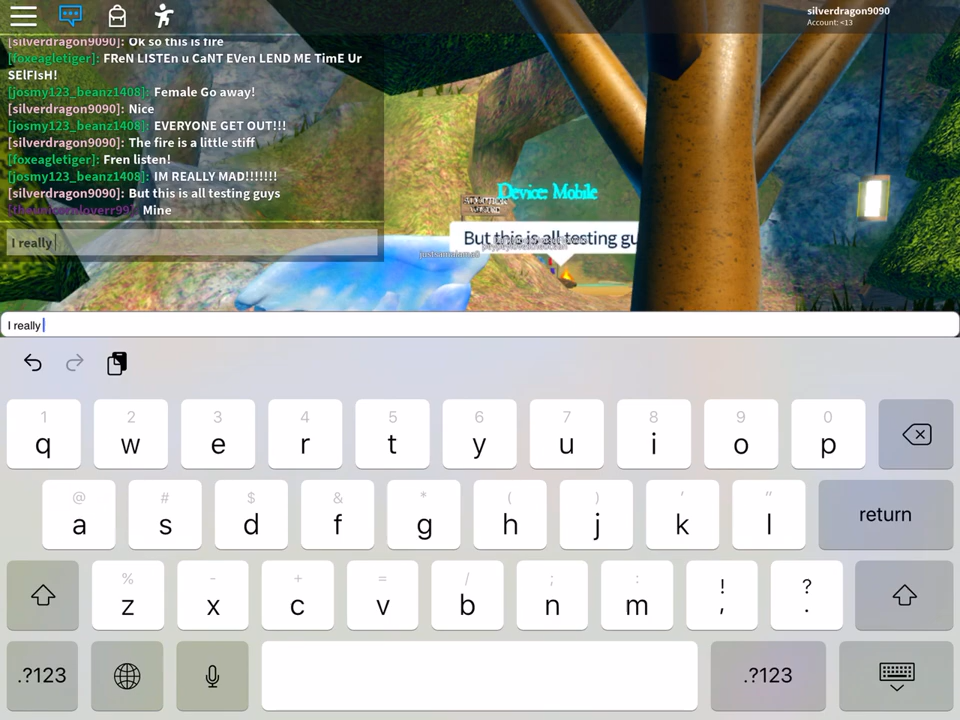 silverdragon9090
Account: <13
[silverdragon9090]: Ok so this is fire
[foxeagletiger]: FReN LISTEn u CaNT EVen LEND ME TimE Ur
SElfIsH!
[josmy123_beanz1408]: Female Go away!
[silverdragon9090]: Nice
[josmy123_beanz1408]: EVERYONE GET OUT!!!
[silverdragon9090]: The fire is a little stiff
[foxeagletiger]: Fren listen!
[josmy123_beanz1408]: IM REALLY MAD!!!!!!!
[silverdragon9090]: But this is all testing guys
Mine
I really
Device: Mobile
But this is all testing gu
I really
1 2 3 4 5 6 7 8 9 0
q w e r t y u i o p
@ # $ & * ( ) ' "
a s d f g h j k l return
% - + = / ; : ! ?
z x c v b n m , .
.?123 .?123